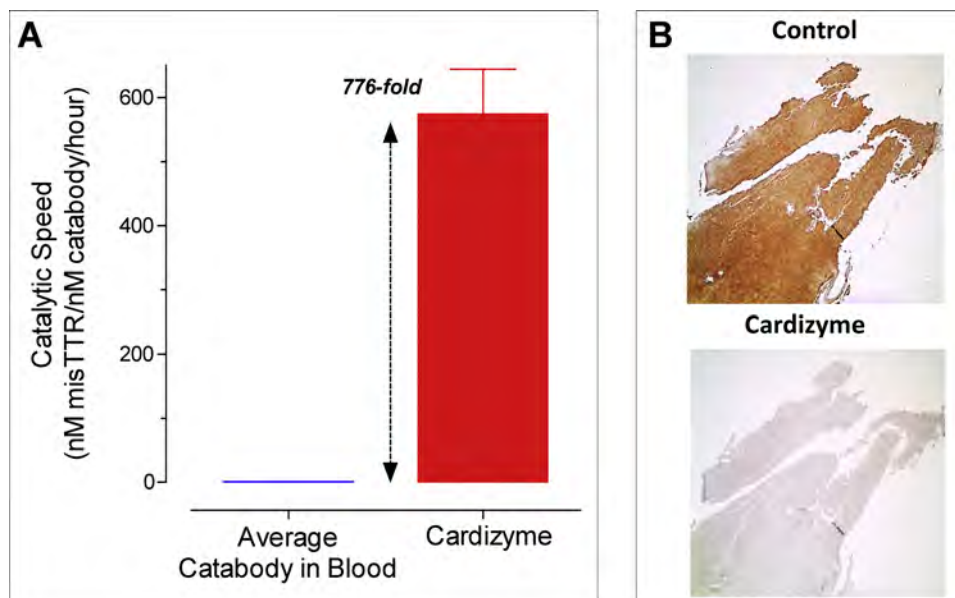 A
Catalytic Speed
(nM misTTR/nM catabody/hour)
600
400
200
0
776-fold
Average
Catabody in Blood
Cardizyme
B
Control
Cardizyme